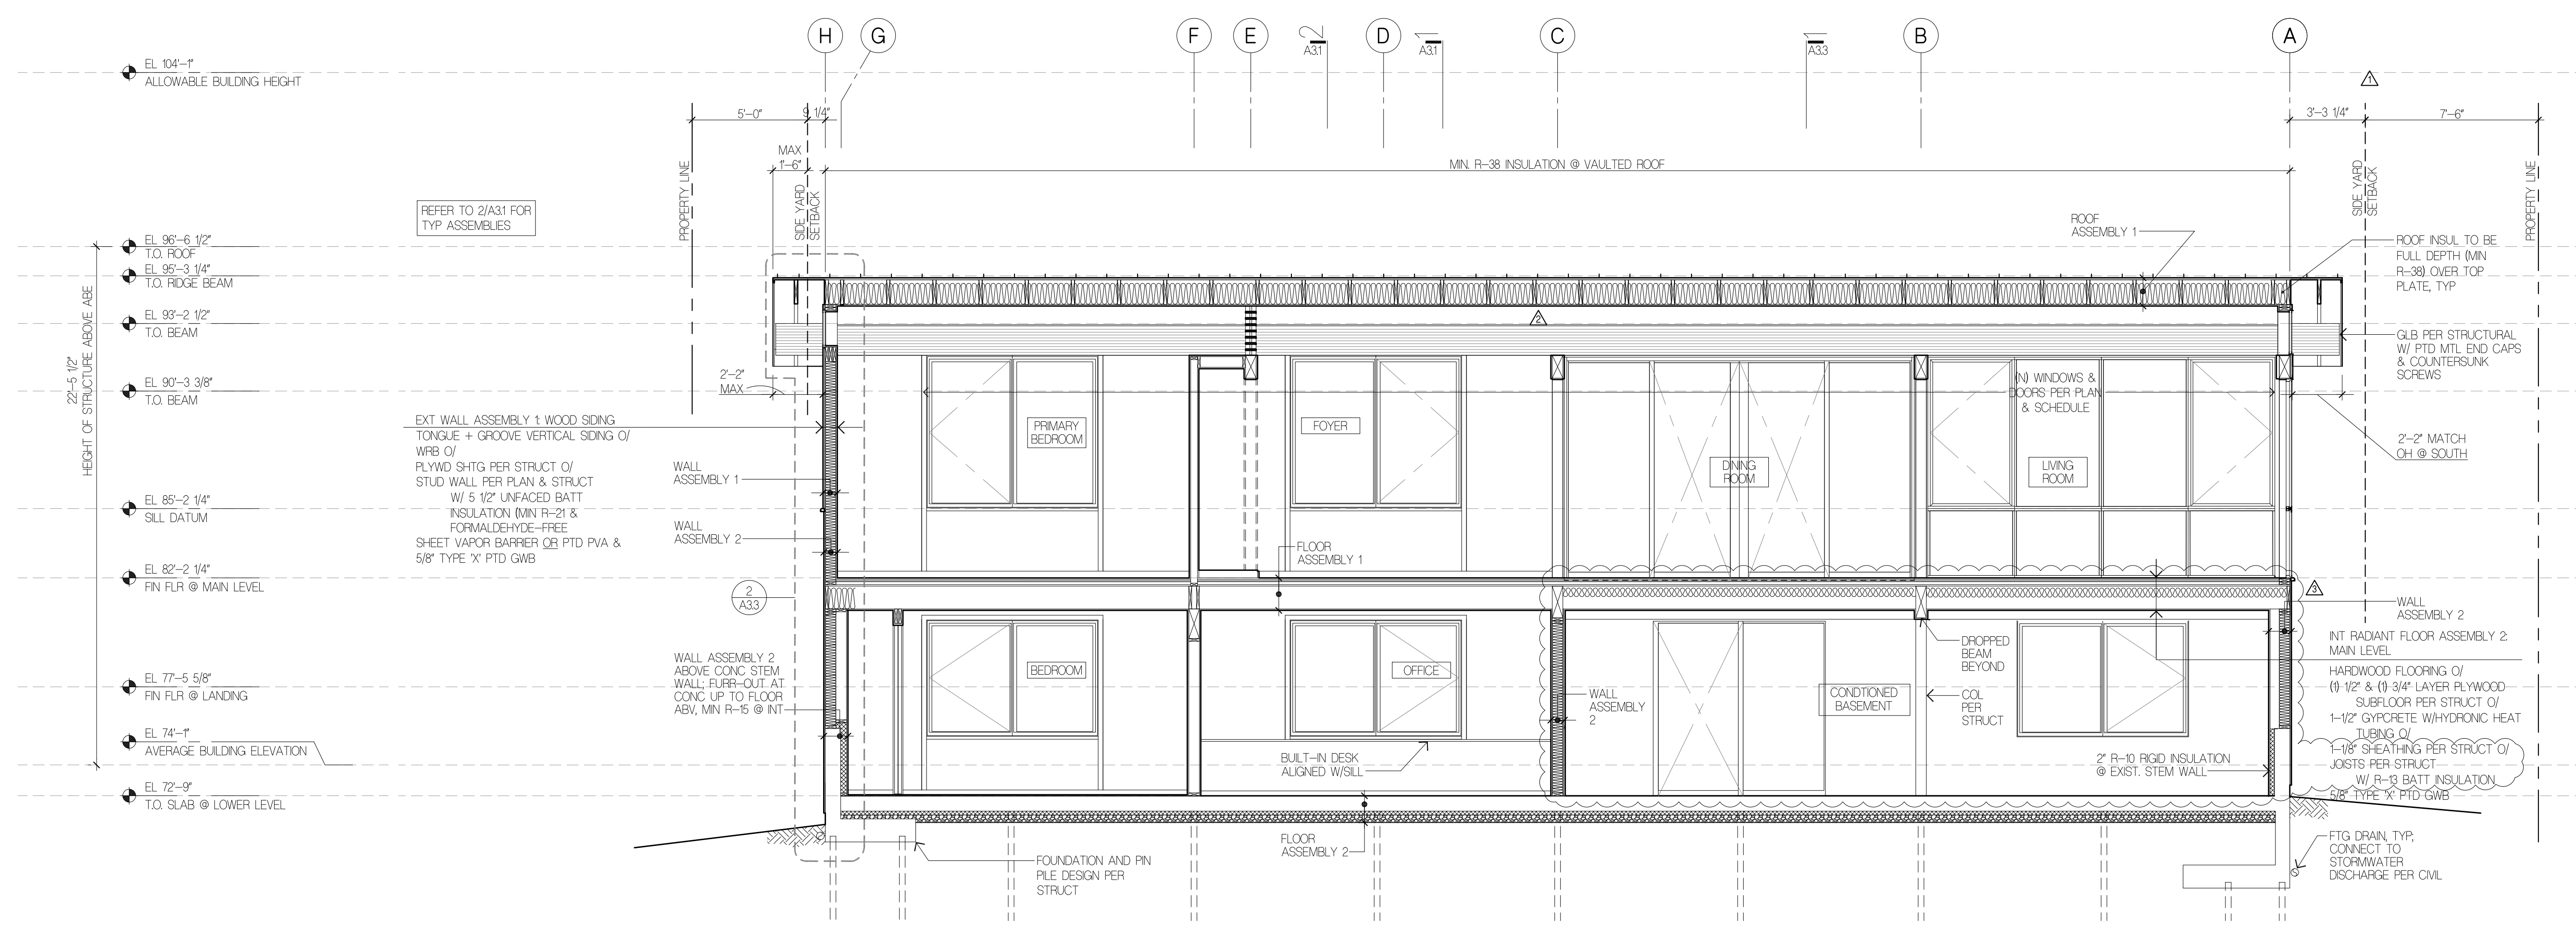 H
G
F
E
2
A3.1
D
1
A3.1
C
1
A3.3
B
A
EL 104'-1"
ALLOWABLE BUILDING HEIGHT
1
5'-0"
9 1/4"
3'-3 1/4"
7'-6"
MAX
1'-6"
MIN. R-38 INSULATION @ VAULTED ROOF
PROPERTY LINE
SIDE YARD
SETBACK
SIDE YARD
SETBACK
PROPERTY LINE
REFER TO 2/A3.1 FOR
TYP ASSEMBLIES
ROOF
ASSEMBLY 1
EL 96'-6 1/2"
T.O. ROOF
EL 95'-3 1/4"
T.O. RIDGE BEAM
EL 93'-2 1/2"
T.O. BEAM
EL 90'-3 3/8"
T.O. BEAM
EL 85'-2 1/4"
SILL DATUM
EL 82'-2 1/4"
FIN FLR @ MAIN LEVEL
EL 77'-5 5/8"
FIN FLR @ LANDING
EL 74'-1"
AVERAGE BUILDING ELEVATION
EL 72'-9"
T.O. SLAB @ LOWER LEVEL
22'-5 1/2"
HEIGHT OF STRUCTURE ABOVE ABE
ROOF INSUL TO BE
FULL DEPTH (MIN
R-38) OVER TOP
PLATE, TYP
2
GLB PER STRUCTURAL
W/ PTD MTL END CAPS
& COUNTERSUNK
SCREWS
2'-2"
MAX
(N) WINDOWS &
DOORS PER PLAN
& SCHEDULE
2'-2" MATCH
OH @ SOUTH
EXT WALL ASSEMBLY 1: WOOD SIDING
TONGUE + GROOVE VERTICAL SIDING O/
WRB O/
PLYWD SHTG PER STRUCT O/
STUD WALL PER PLAN & STRUCT
W/ 5 1/2" UNFACED BATT
INSULATION (MIN R-21 &
FORMALDEHYDE-FREE
SHEET VAPOR BARRIER OR PTD PVA &
5/8" TYPE 'X' PTD GWB
WALL
ASSEMBLY 1
WALL
ASSEMBLY 2
PRIMARY
BEDROOM
FOYER
DINING
ROOM
LIVING
ROOM
FLOOR
ASSEMBLY 1
2
A3.3
3
WALL
ASSEMBLY 2
WALL ASSEMBLY 2
ABOVE CONC STEM
WALL; FURR-OUT AT
CONC UP TO FLOOR
ABV, MIN R-15 @ INT
BEDROOM
OFFICE
WALL
ASSEMBLY
2
CONDTIONED
BASEMENT
DROPPED
BEAM
BEYOND
COL
PER
STRUCT
INT RADIANT FLOOR ASSEMBLY 2:
MAIN LEVEL
HARDWOOD FLOORING O/
(1) 1/2" & (1) 3/4" LAYER PLYWOOD
SUBFLOOR PER STRUCT O/
1-1/2" GYPCRETE W/HYDRONIC HEAT
TUBING O/
1-1/8" SHEATHING PER STRUCT O/
JOISTS PER STRUCT
W/ R-13 BATT INSULATION
5/8" TYPE 'X' PTD GWB
BUILT-IN DESK
ALIGNED W/SILL
2" R-10 RIGID INSULATION
@ EXIST. STEM WALL
FLOOR
ASSEMBLY 2
FOUNDATION AND PIN
PILE DESIGN PER
STRUCT
FTG DRAIN, TYP;
CONNECT TO
STORMWATER
DISCHARGE PER CIVIL